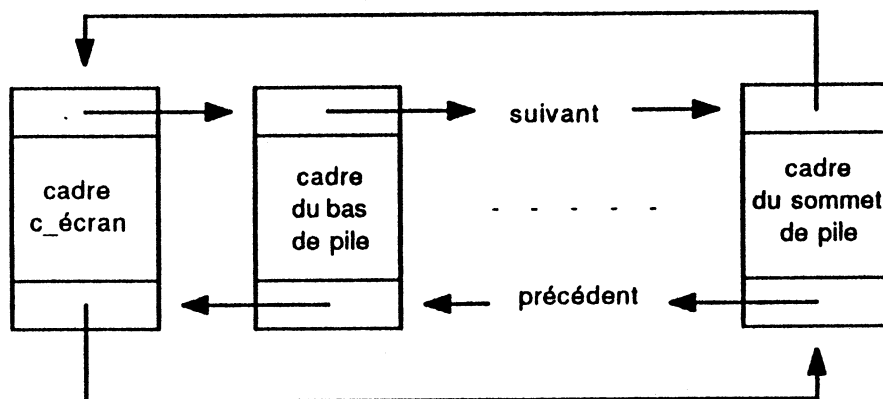 suivant
cadre
c_écran
cadre
du bas
de pile
cadre
du sommet
de pile
précédent